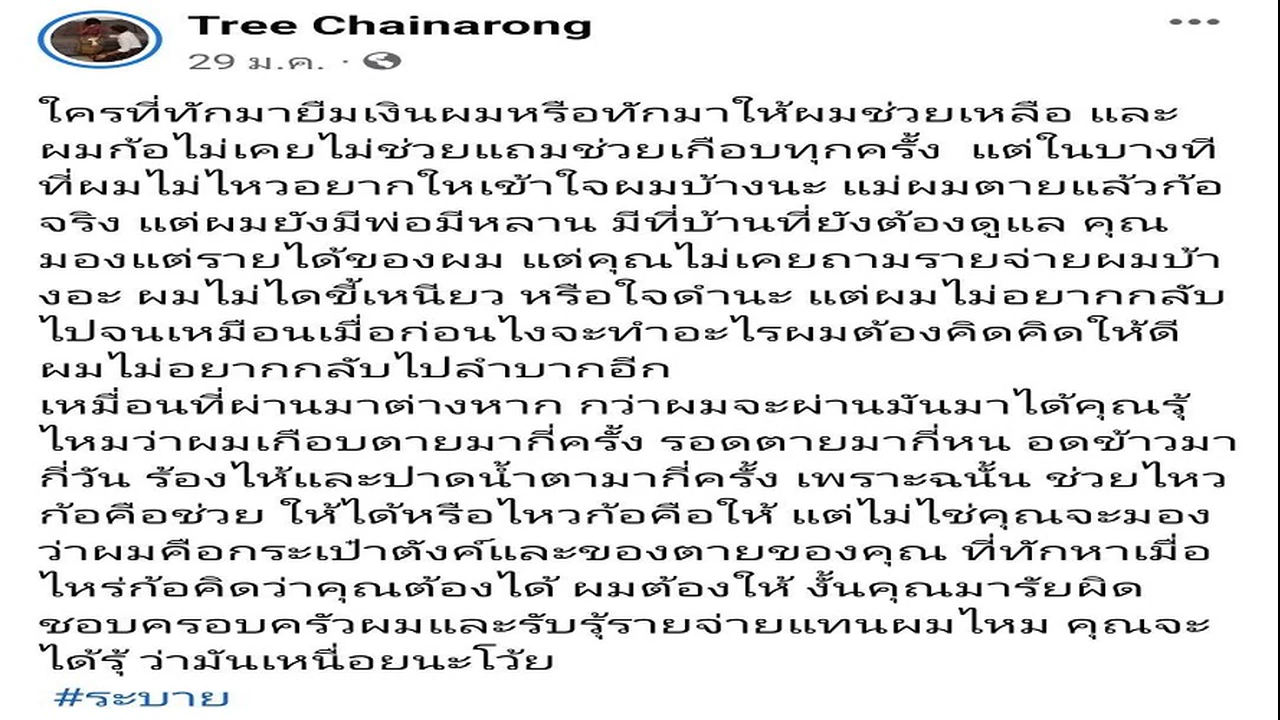 Tree Chainarong
29 ม.ค. ·
ใครที่ทักมายืมเงินผมหรือทักมาให้ผมช่วยเหลือ และ
ผมก้อไม่เคยไม่ช่วยแถมช่วยเกือบทุกครั้ง แต่ในบางที
ที่ผมไม่ไหวอยากใหเข้าใจผมบ้างนะ แม่ผมตายแล้วก้อ
จริง แต่ผมยังมีพ่อมีหลาน มีที่บ้านที่ยังต้องดูแล คุณ
มองแต่รายได้ของผม แต่คุณไม่เคยถามรายจ่ายผมบ้า
งอะ ผมไม่ไดขี้เหนียว หรือใจดำนะ แต่ผมไม่อยากกลับ
ไปจนเหมือนเมื่อก่อนไงจะทำอะไรผมต้องคิดคิดให้ดี
ผมไม่อยากกลับไปลำบากอีก
เหมื่อนที่ผ่านมาต่างหาก กว่าผมจะผ่านมันมาได้คุณรุ้
ไหมว่าผมเกือบตายมากี่ครั้ง รอดตายมากี่หน อดข้าวมา
กี่วัน ร้องไห้และปาดน้ำตามากี่ครั้ง เพราะฉนั้น ช่วยไหว
ก้อคือช่วย ให้ได้หรือไหวก้อคือให้ แต่ไม่ไช่คุณจะมอง
ว่าผมคือกระเป๋าตังค์และของตายของคุณ ที่ทักหาเมื่อ
ไหร่ก้อคิดว่าคุณต้องได้ ผมต้องให้ งั้นคุณมารัยผิด
ชอบครอบครัวผมและรับรุ้รายจ่ายแทนผมไหม คุณจะ
ได้รุ้ ว่ามันเหนื่อยนะโว้ย
#ระบาย